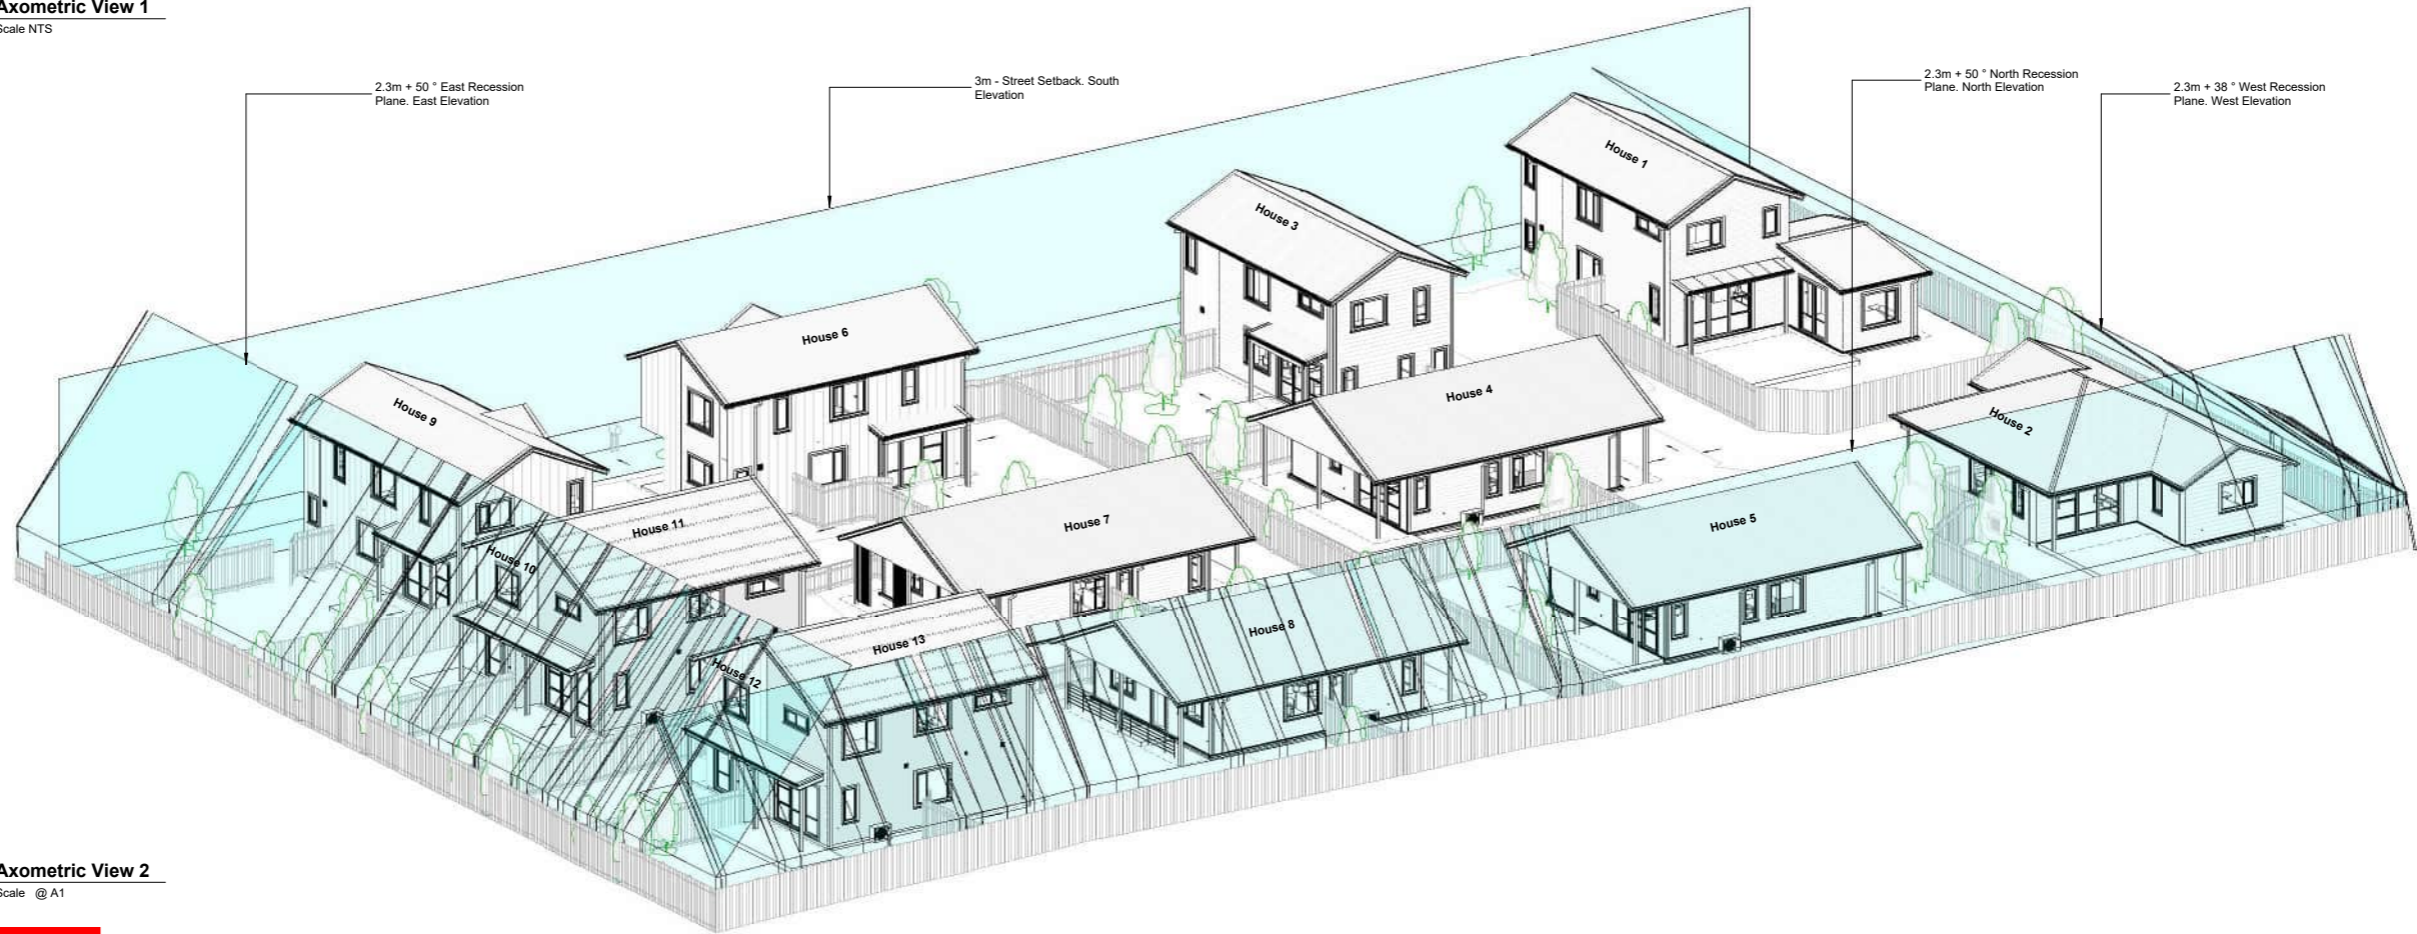 Axometric View 1
Scale NTS
2.3m + 50 ° East Recession
Plane. East Elevation
3m - Street Setback. South
Elevation
2.3m + 50 ° North Recession
Plane. North Elevation
2.3m + 38 ° West Recession
Plane. West Elevation
House 1
House 3
House 6
House 4
House 9
House 2
House 11
House 7
House 5
House 10
House 8
House 13
House 12
Axometric View 2
Scale @ A1